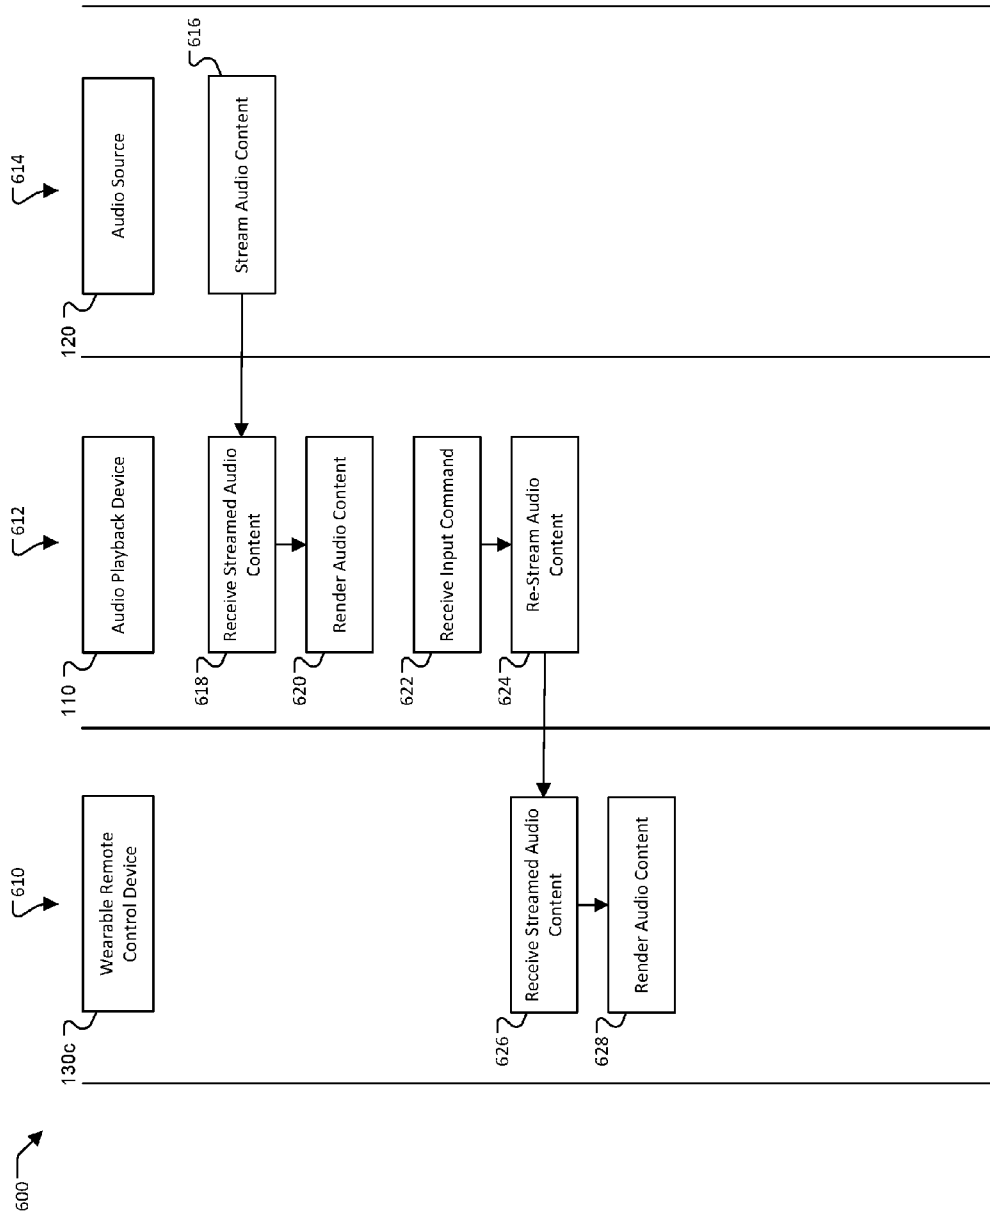 600
610
612
614
130c
Wearable Remote
Control Device
110
Audio Playback Device
120
Audio Source
616
Stream Audio Content
618
Receive Streamed Audio
Content
620
Render Audio Content
622
Receive Input Command
624
Re-Stream Audio
Content
626
Receive Streamed Audio
Content
628
Render Audio Content